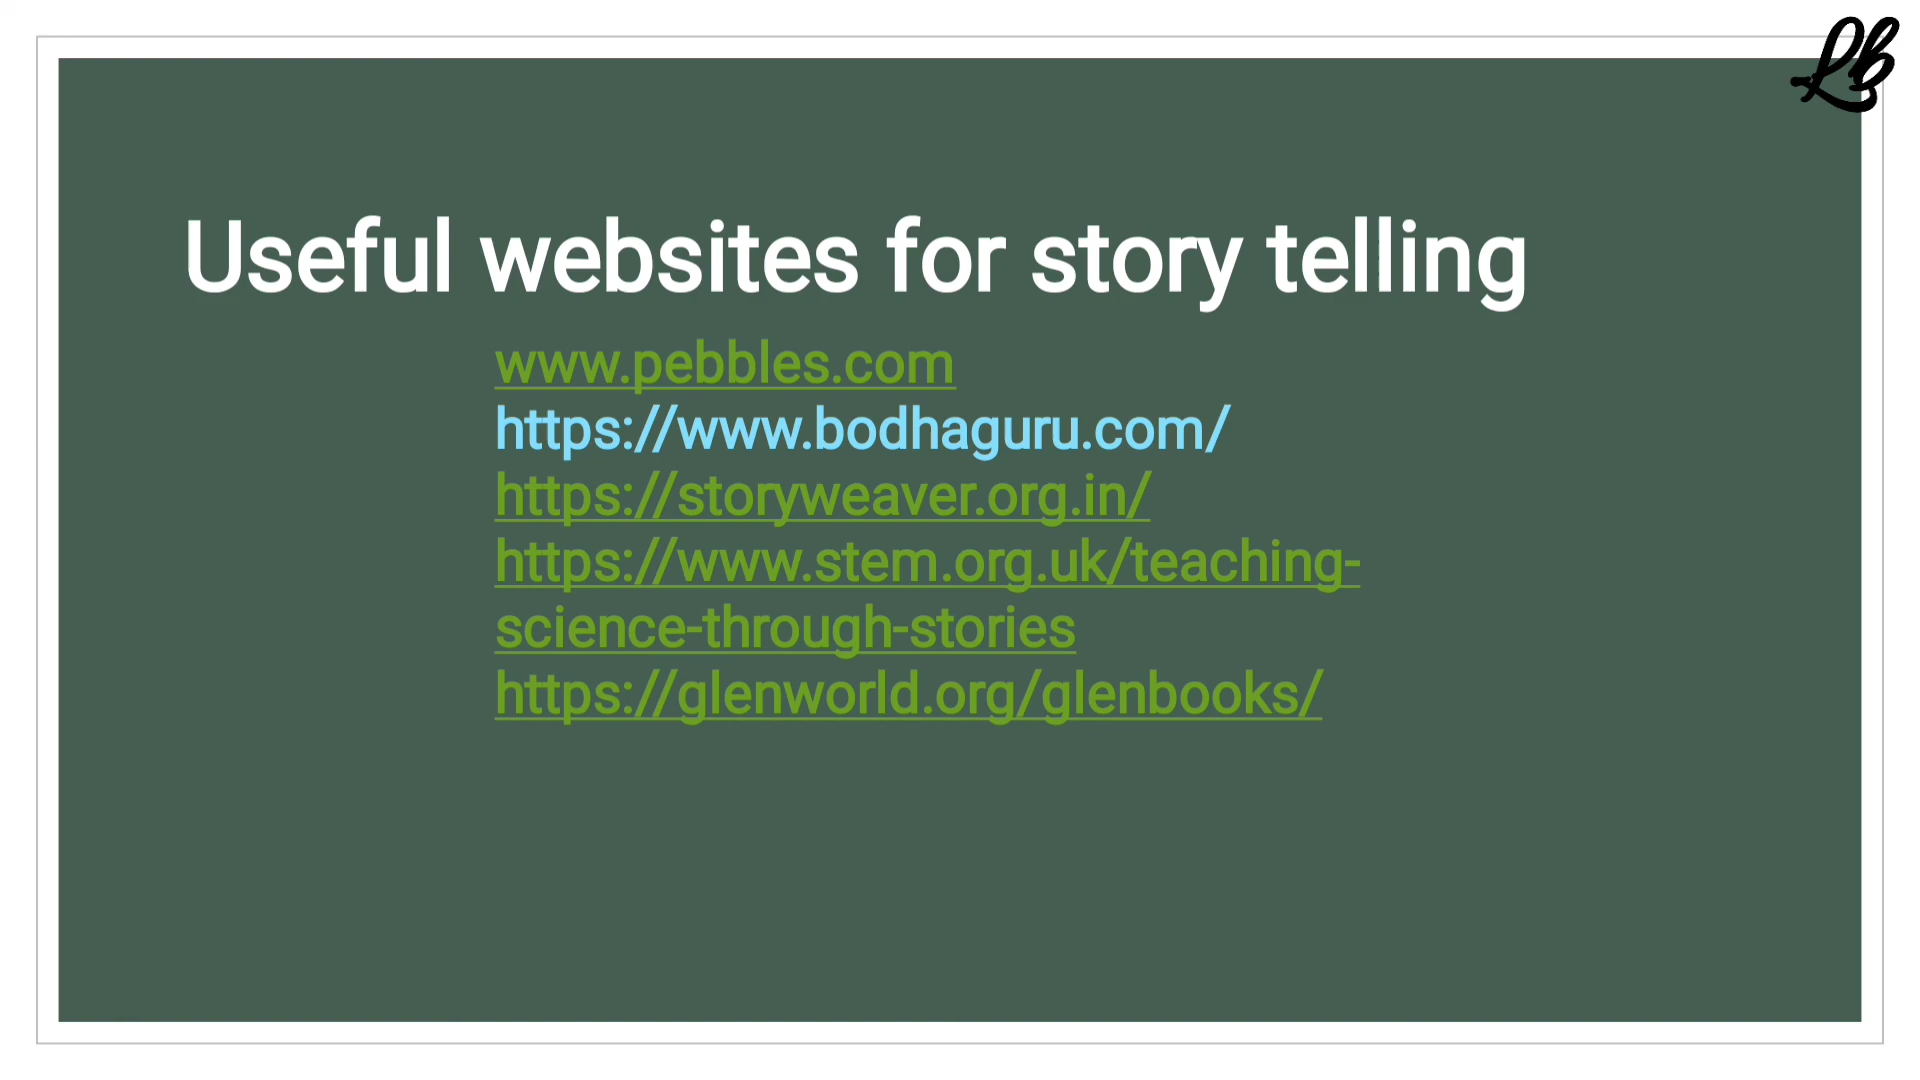 LB
Useful websites for story telling
www.pebbles.com
https://www.bodhaguru.com/
https://storyweaver.org.in/
https://www.stem.org.uk/teaching-
science-through-stories
https://glenworld.org/glenbooks/